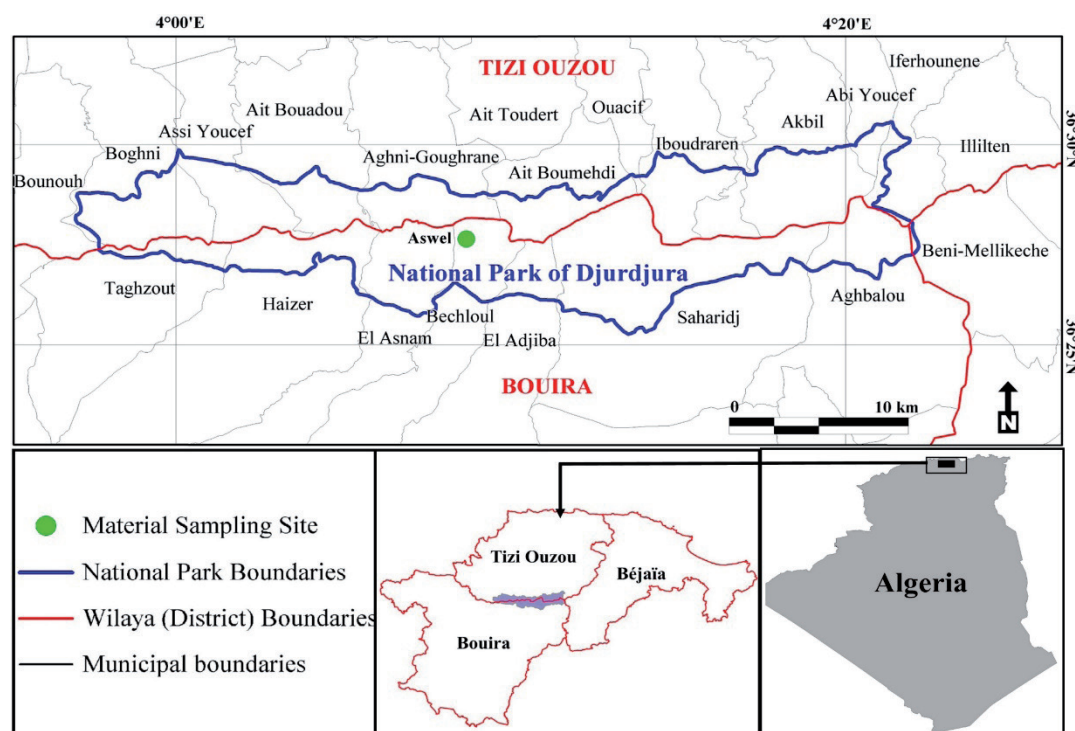 4°00'E
4°20'E
TIZI OUZOU
Iferhounene
Abi Youcef
Ait Bouadou
Ouacif
Ait Toudert
Akbil
Assi Youcef
36°30'N
Iboudraren
Illilten
Boghni
Aghni-Goughrane
Bounouh
Ait Boumehdi
Aswel
Beni-Mellikeche
National Park of Djurdjura
Taghzout
Haizer
Aghbalou
Bechloul
Saharidj
El Asnam
El Adjiba
36°25'N
BOUIRA
0
10 km
N
Material Sampling Site
National Park Boundaries
Wilaya (District) Boundaries
Municipal boundaries
Tizi Ouzou
Béjaïa
Bouira
Algeria